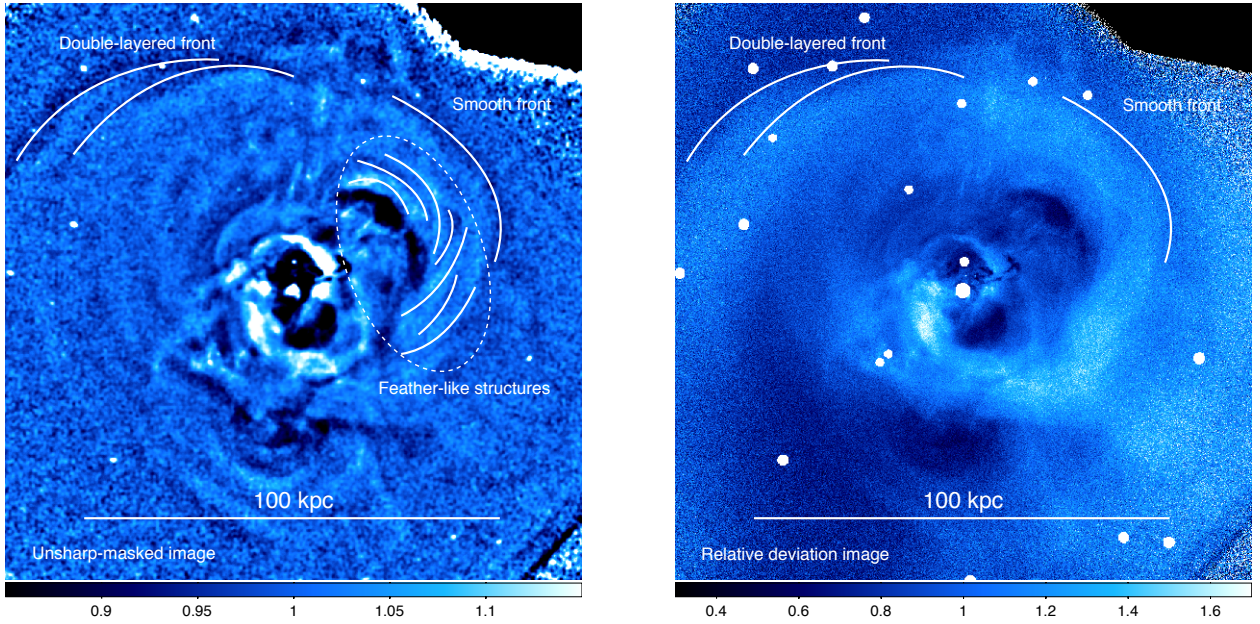 Double-layered front
Smooth front
Feather-like structures
100 kpc
Unsharp-masked image
0.9 0.95 1 1.05 1.1
Double-layered front
Smooth front
100 kpc
Relative deviation image
0.4 0.6 0.8 1 1.2 1.4 1.6